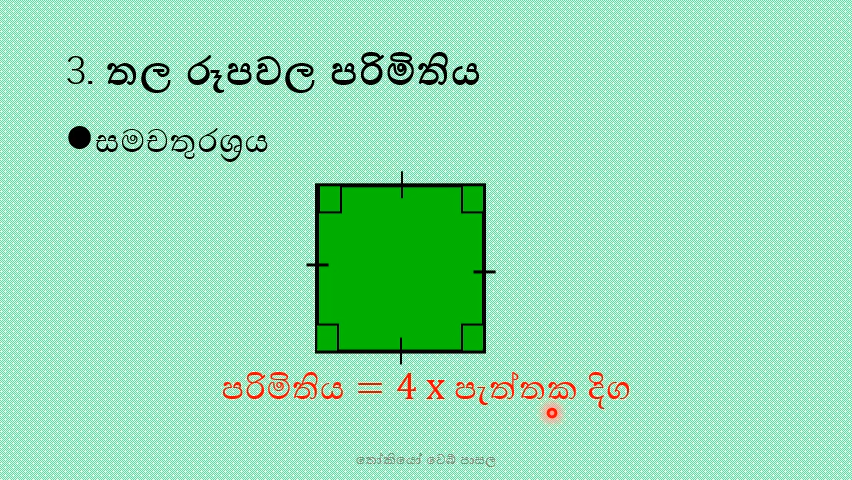 3. තල රූපවල පරිමිතිය
●සමචතුරශ්‍රය
පරිමිතිය = 4 x පැත්තක දිග
තෝකියෝ වෙබ් පාසල